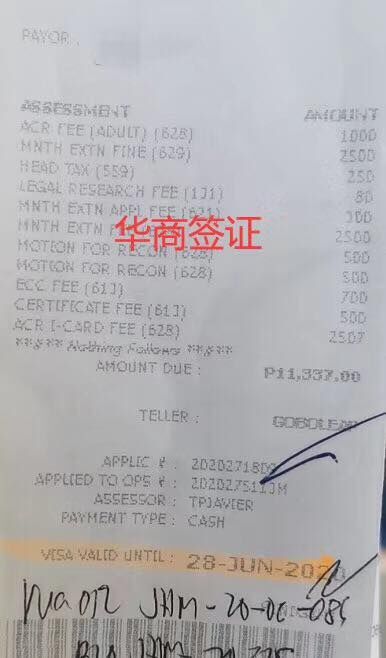 PAYOR :
ASSESSMENT AMOUNT
ACR FEE (ADULT) (628) 1000
MNTH EXTN FINE (629) 2500
HEAD TAX (559) 250
LEGAL RESEARCH FEE (131) 80
MNTH EXTN APPL FEE (621) 300
MNTH EXTN 2500
华商签证
MOTION FOR RECON (628) 500
MOTION FOR RECON (628) 500
ECC FEE (613) 700
CERTIFICATE FEE (613) 500
ACR I-CARD FEE (628) 2507
**$** Nothing Follows **$**
AMOUNT DUE : P11,337.00
TELLER :
APPLIC # :
APPLIED TO OPS # :
ASSESSOR : TPJAVIER
PAYMENT TYPE : CASH
VISA VALID UNTIL : 28-JUN-2020
JHM-20-